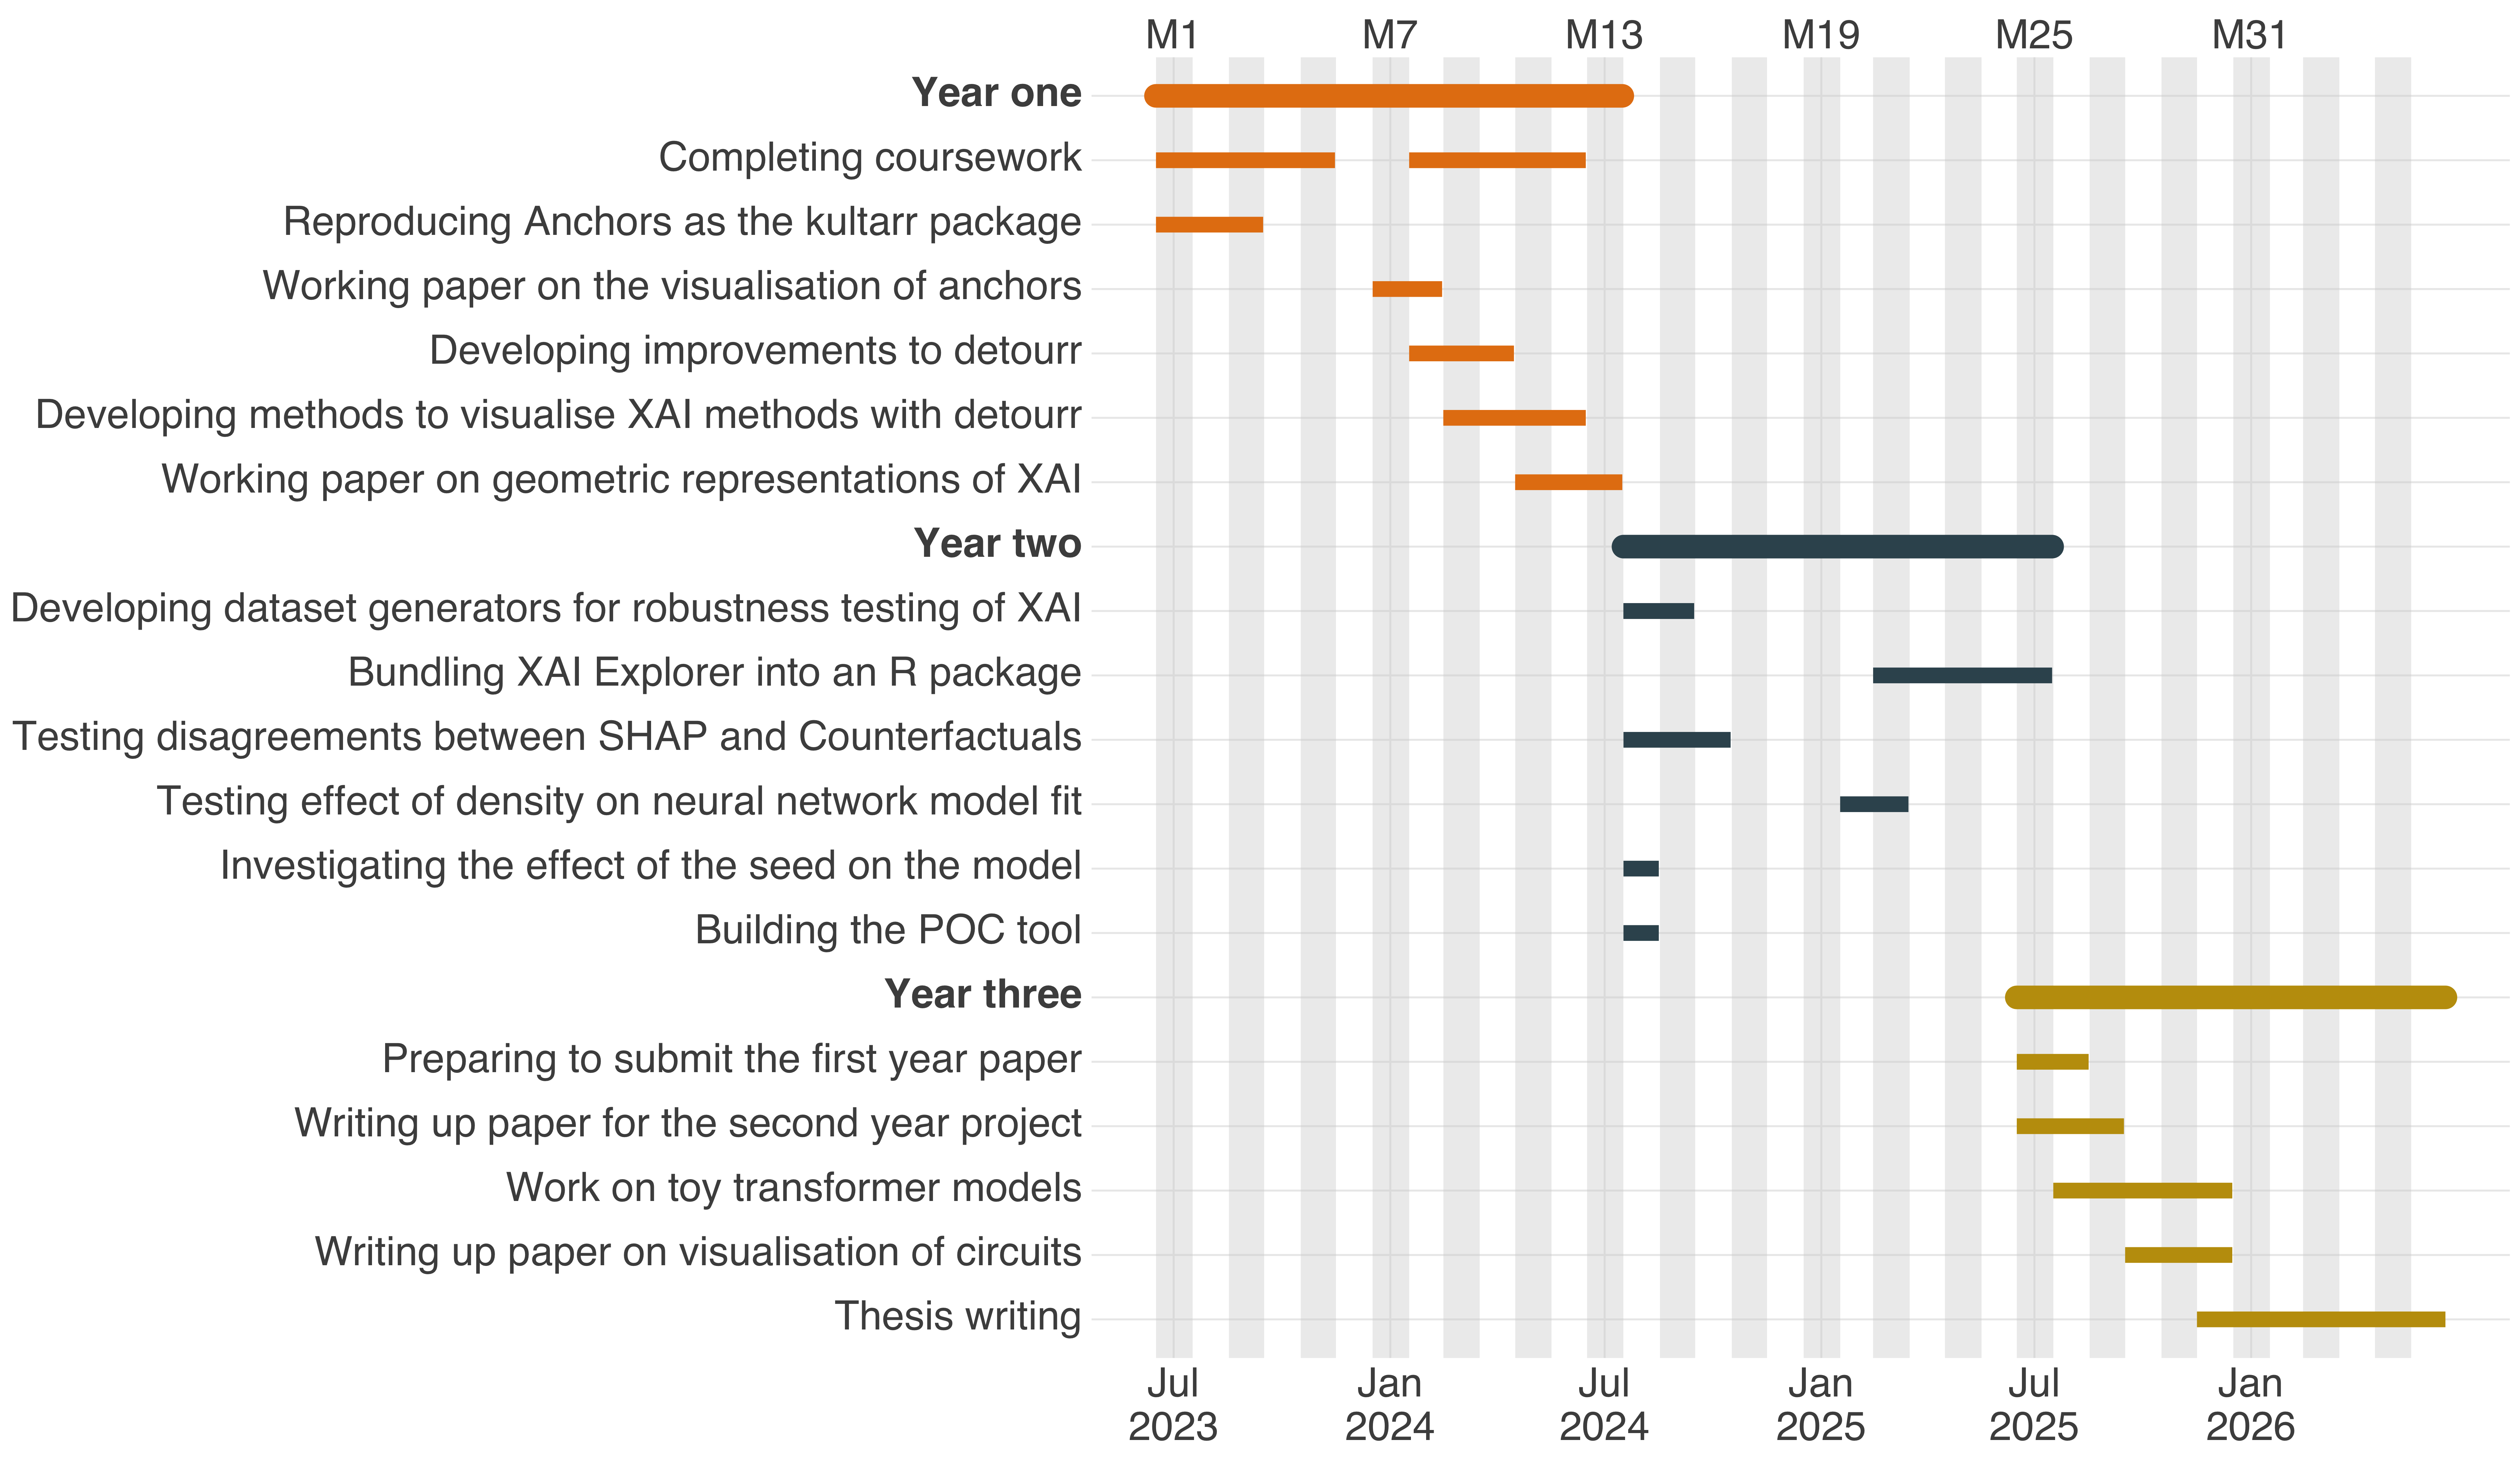 M1 M7 M13 M19 M25 M31
Year one
Completing coursework
Reproducing Anchors as the kultarr package
Working paper on the visualisation of anchors
Developing improvements to detourr
Developing methods to visualise XAI methods with detourr
Working paper on geometric representations of XAI
Year two
Developing dataset generators for robustness testing of XAI
Bundling XAI Explorer into an R package
Testing disagreements between SHAP and Counterfactuals
Testing effect of density on neural network model fit
Investigating the effect of the seed on the model
Building the POC tool
Year three
Preparing to submit the first year paper
Writing up paper for the second year project
Work on toy transformer models
Writing up paper on visualisation of circuits
Thesis writing
Jul Jan Jul Jan Jul Jan
2023 2024 2024 2025 2025 2026